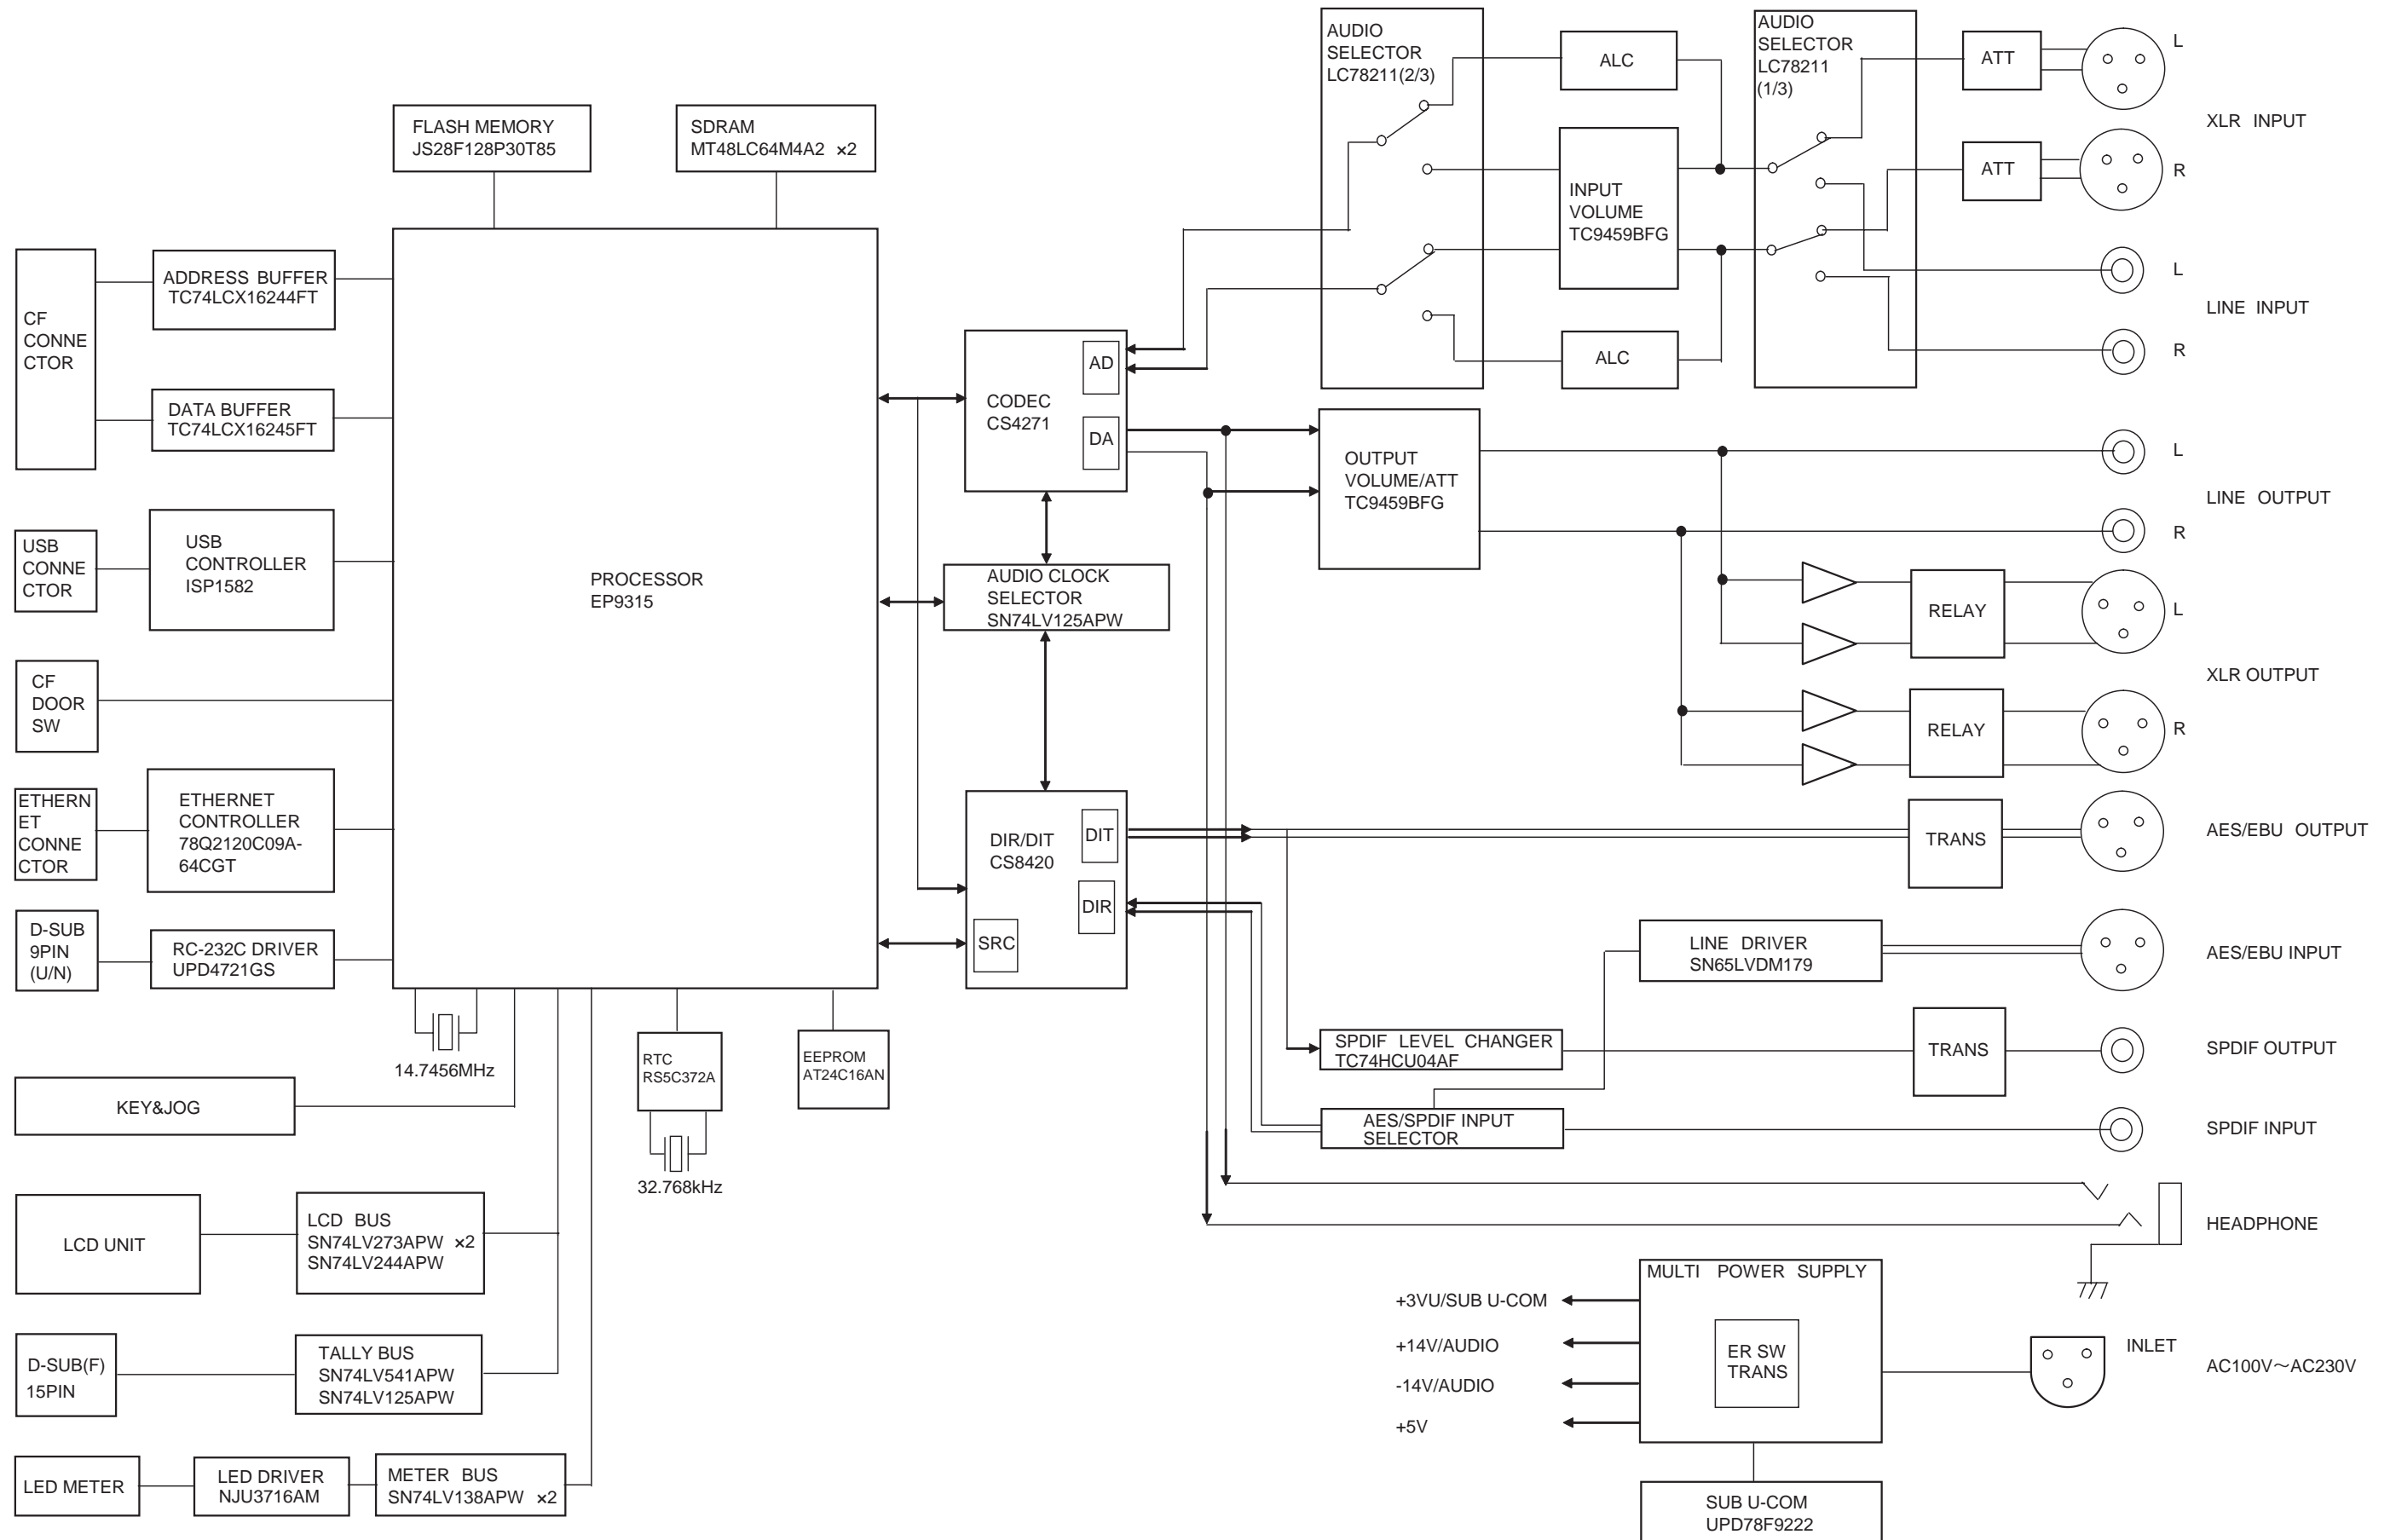 FLASH MEMORY
JS28F128P30T85
SDRAM
MT48LC64M4A2 ×2
CF
CONNE
CTOR
ADDRESS BUFFER
TC74LCX16244FT
DATA BUFFER
TC74LCX16245FT
USB
CONNE
CTOR
USB
CONTROLLER
ISP1582
CF
DOOR
SW
ETHERN
ET
CONNE
CTOR
ETHERNET
CONTROLLER
78Q2120C09A-
64CGT
D-SUB
9PIN
(U/N)
RC-232C DRIVER
UPD4721GS
PROCESSOR
EP9315
14.7456MHz
RTC
RS5C372A
32.768kHz
EEPROM
AT24C16AN
KEY&JOG
LCD UNIT
LCD BUS
SN74LV273APW ×2
SN74LV244APW
D-SUB(F)
15PIN
TALLY BUS
SN74LV541APW
SN74LV125APW
LED METER
LED DRIVER
NJU3716AM
METER BUS
SN74LV138APW ×2
CODEC
CS4271
AD
DA
AUDIO CLOCK
SELECTOR
SN74LV125APW
DIR/DIT
CS8420
DIT
DIR
SRC
AUDIO
SELECTOR
LC78211(2/3)
ALC
INPUT
VOLUME
TC9459BFG
ALC
AUDIO
SELECTOR
LC78211
(1/3)
ATT
L
XLR INPUT
ATT
R
L
LINE INPUT
R
OUTPUT
VOLUME/ATT
TC9459BFG
L
LINE OUTPUT
R
RELAY
L
XLR OUTPUT
RELAY
R
TRANS
AES/EBU OUTPUT
LINE DRIVER
SN65LVDM179
AES/EBU INPUT
SPDIF LEVEL CHANGER
TC74HCU04AF
TRANS
SPDIF OUTPUT
AES/SPDIF INPUT
SELECTOR
SPDIF INPUT
HEADPHONE
MULTI POWER SUPPLY
+3VU/SUB U-COM
+14V/AUDIO
-14V/AUDIO
+5V
ER SW
TRANS
INLET
AC100V～AC230V
SUB U-COM
UPD78F9222